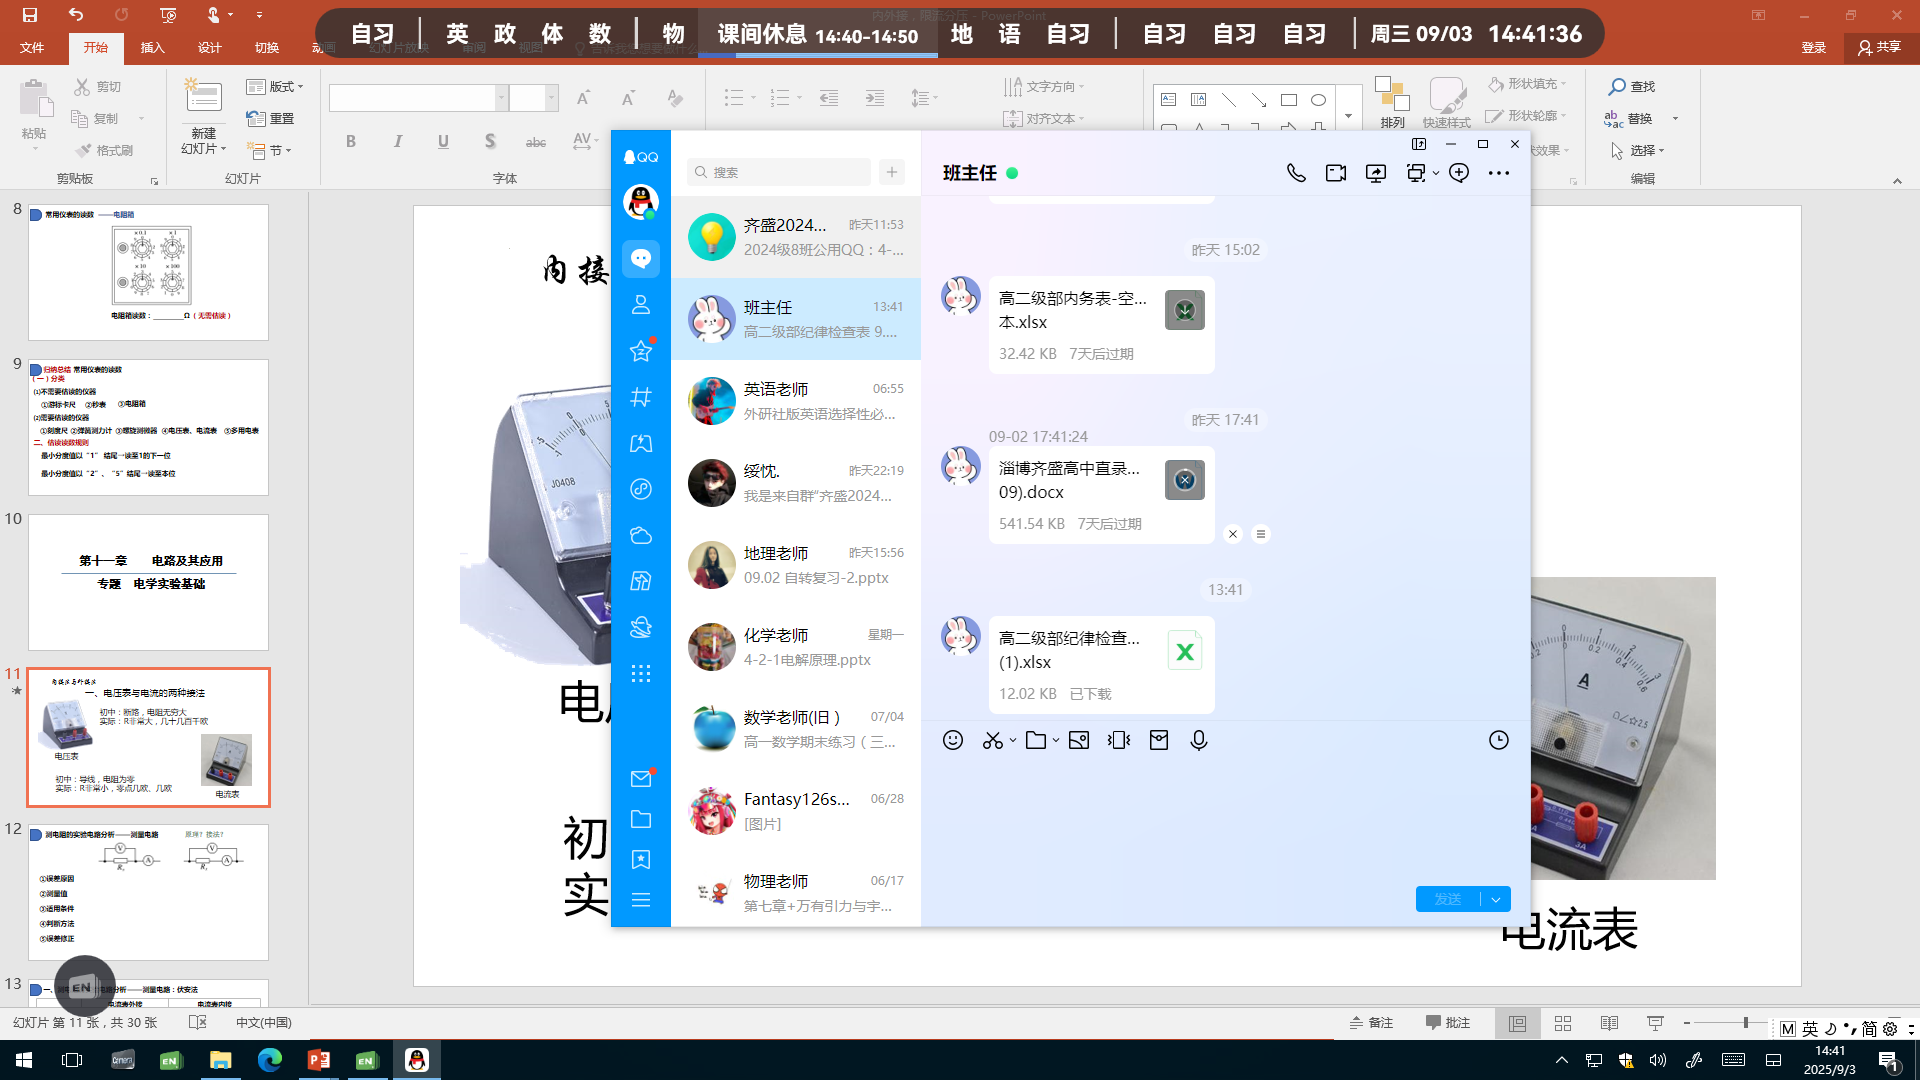 自习 | 英 政 体 数 | 物 课间休息 14:40-14:50 地 语 自习 | 自习 自习 自习 | 周三 09/03 14:41:36
文件 开始 插入 设计 切换 动画
登录 共享
粘贴 剪切 复制 格式刷 剪贴板
新建 幻灯片 版式 重置 节 幻灯片
B I U S abc AV 字体
文字方向 对齐文本
排列 快速样式 形状填充 形状轮廓
查找 替换 选择 编辑
8
常用仪表的读数 ——电阻箱
×0.1 ×1
×10 ×100
电阻箱读数：______Ω（无需估读）
9
归纳总结 常用仪表的读数
（一）分类
⑴不需要估读的仪器
①游标卡尺 ②秒表 ③电阻箱
⑵需要估读的仪器
①刻度尺 ②弹簧测力计 ③螺旋测微器 ④电压表、电流表 ⑤多用电表
二、估读读数规则
最小分度值以“1” 结尾→读至1的下一位
最小分度值以“2”、“5”结尾→读至本位
10
第十一章 电路及其应用
专题 电学实验基础
11
内接法与外接法
一、电压表与电流的两种接法
初中：断路，电阻无穷大
实际：R非常大，几十几百千欧
电压表
初中：导线，电阻为零
实际：R非常小，零点几欧、几欧
电流表
12
测电阻的实验电路分析——测量电路 原理？接法？
①误差原因
②测量值
③适用条件
④判断方法
⑤误差修正
13
电路分析——测量电路：伏安法
电流表外接 电流表内接
EN
内接
J0408
电
初
实
A
电流表
QQ
搜索
齐盛2024... 昨天11:53
2024级8班公用QQ：4-...
班主任 13:41
高二级部纪律检查表 9....
英语老师 06:55
外研社版英语选择性必...
绥忱. 昨天22:19
我是来自群“齐盛2024...
地理老师 昨天15:56
09.02 自转复习-2.pptx
化学老师 星期一
4-2-1电解原理.pptx
数学老师(旧 ) 07/04
高一数学期末练习（三...
Fantasy126s... 06/28
[图片]
物理老师 06/17
第七章+万有引力与宇...
班主任
昨天 15:02
高二级部内务表-空...
本.xlsx
32.42 KB 7天后过期
昨天 17:41
09-02 17:41:24
淄博齐盛高中直录...
09).docx
541.54 KB 7天后过期
13:41
高二级部纪律检查...
(1).xlsx
12.02 KB 已下载
发送
幻灯片 第 11 张，共 30 张 中文(中国)
备注 批注
M 英 简
14:41
2025/9/3
1